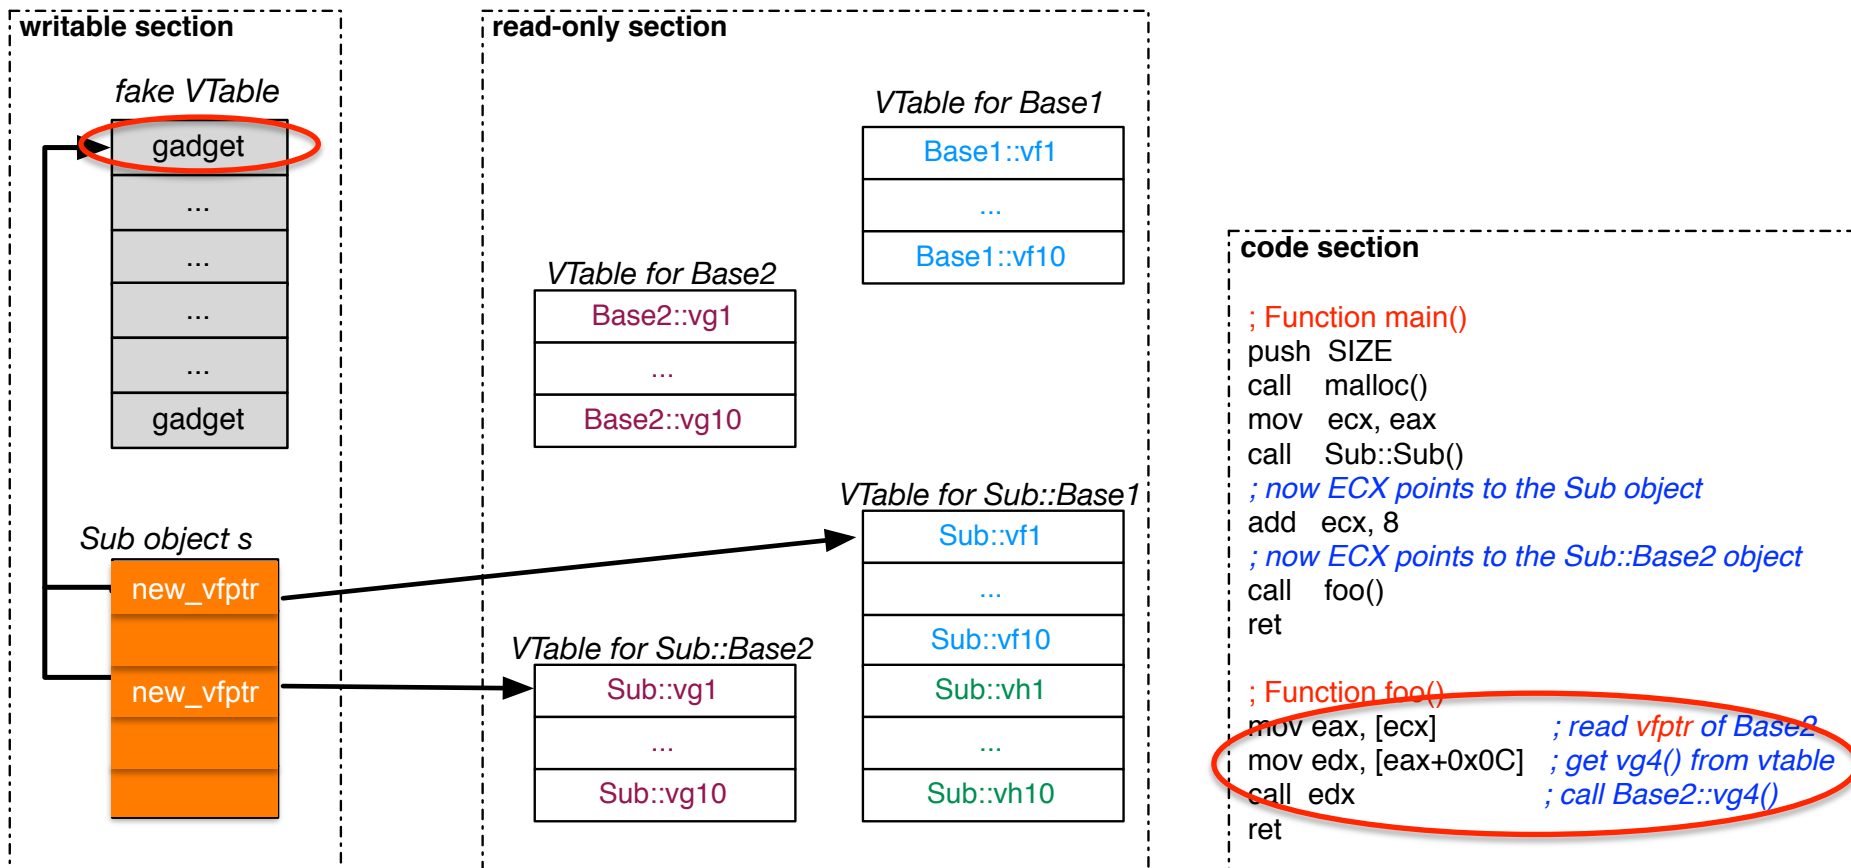 writable section
fake VTable
gadget
...
...
...
...
gadget
Sub object s
new_vfptr
new_vfptr
read-only section
VTable for Base1
Base1::vf1
...
Base1::vf10
VTable for Base2
Base2::vg1
...
Base2::vg10
VTable for Sub::Base1
Sub::vf1
...
Sub::vf10
Sub::vh1
...
Sub::vh10
VTable for Sub::Base2
Sub::vg1
...
Sub::vg10
code section
; Function main()
push SIZE
call malloc()
mov ecx, eax
call Sub::Sub()
; now ECX points to the Sub object
add ecx, 8
; now ECX points to the Sub::Base2 object
call foo()
ret
; Function foo()
mov eax, [ecx] ; read vfptr of Base2
mov edx, [eax+0x0C] ; get vg4() from vtable
call edx ; call Base2::vg4()
ret